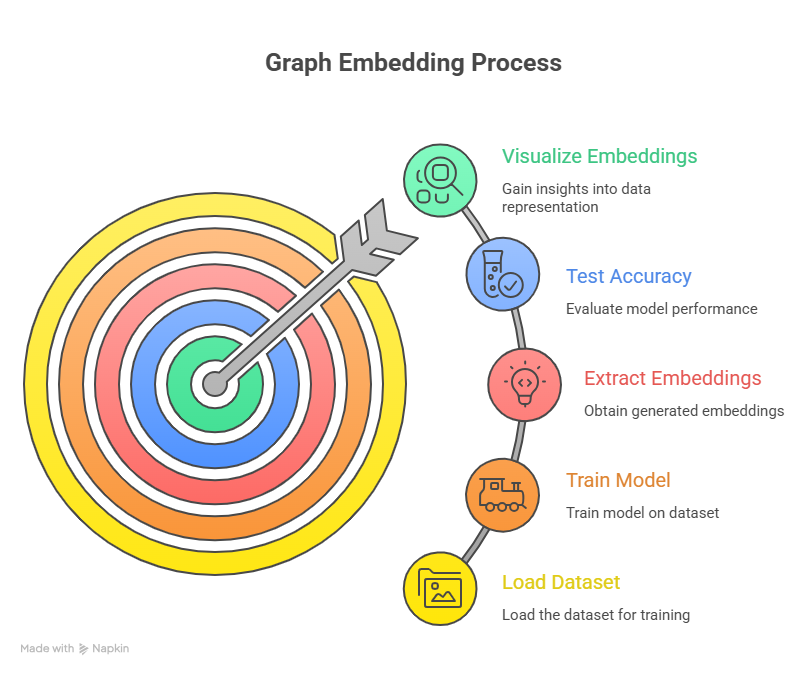 Graph Embedding Process
Visualize Embeddings
Gain insights into data
representation
Test Accuracy
Evaluate model performance
Extract Embeddings
Obtain generated embeddings
Train Model
Train model on dataset
Load Dataset
Load the dataset for training
Made with Napkin